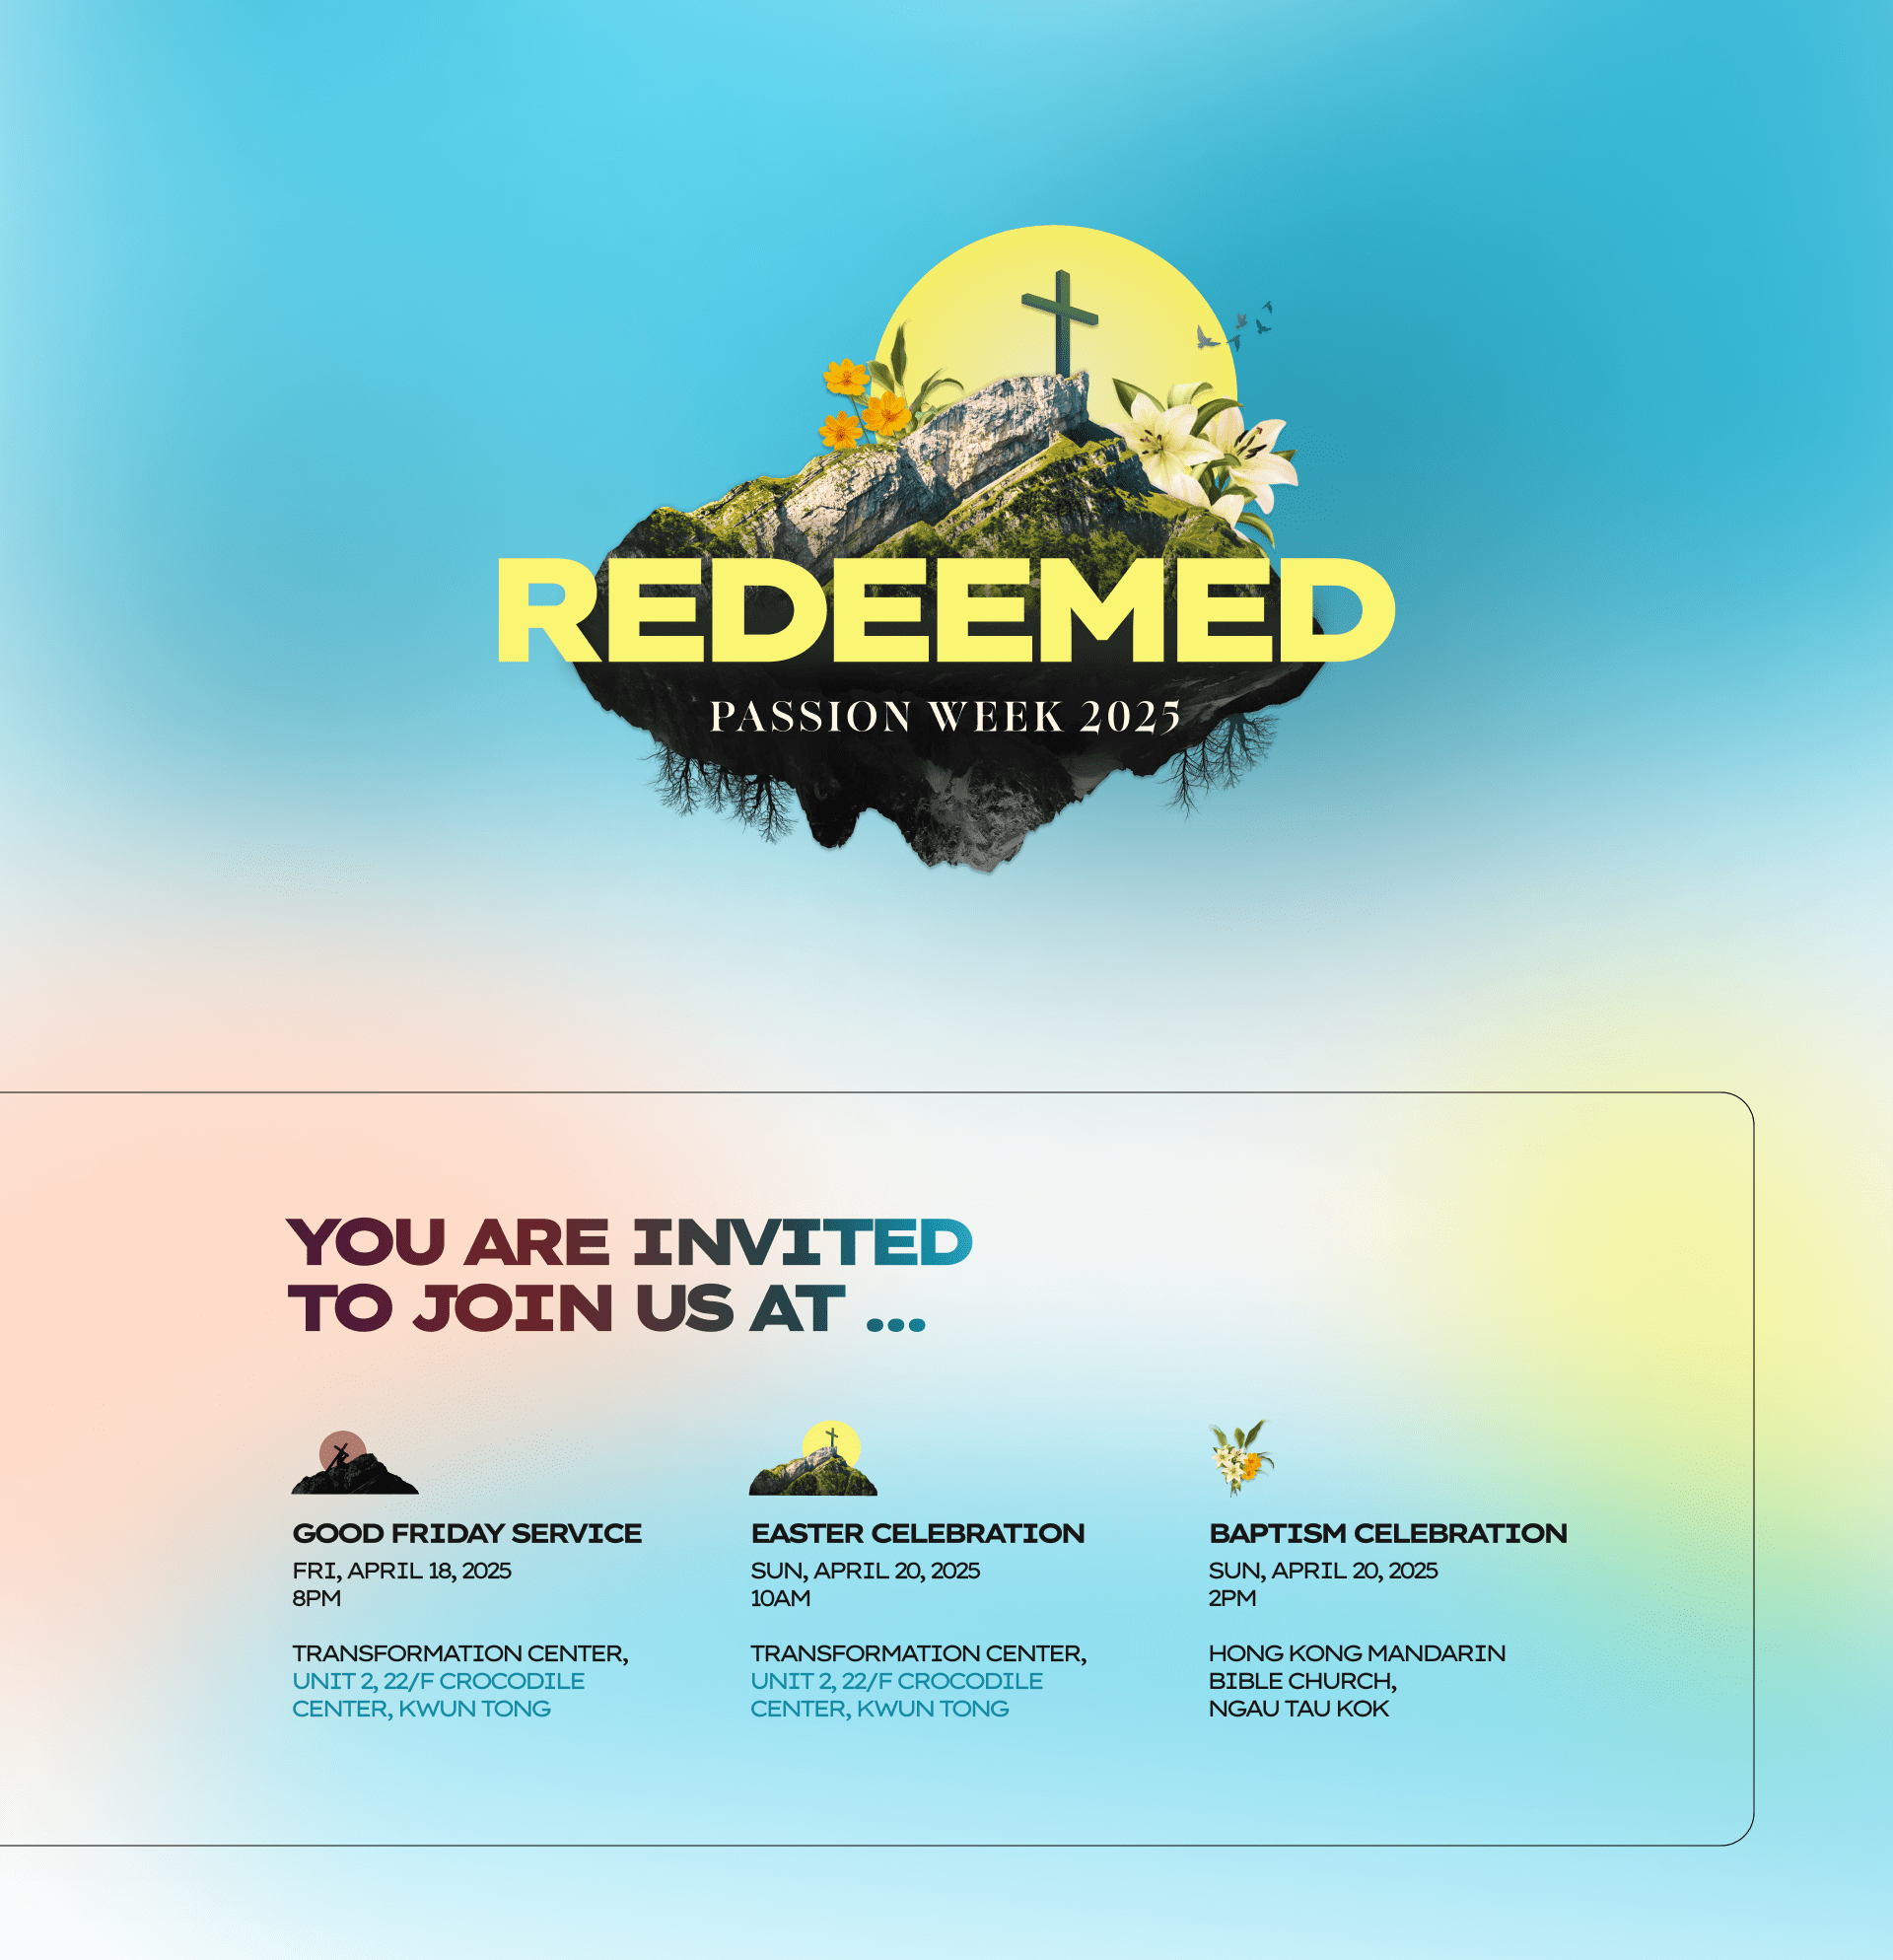 REDEEMED
PASSION WEEK 2025
YOU ARE INVITED
TO JOIN US AT ...
GOOD FRIDAY SERVICE
FRI, APRIL 18, 2025
8PM
TRANSFORMATION CENTER,
UNIT 2, 22/F CROCODILE
CENTER, KWUN TONG
EASTER CELEBRATION
SUN, APRIL 20, 2025
10AM
TRANSFORMATION CENTER,
UNIT 2, 22/F CROCODILE
CENTER, KWUN TONG
BAPTISM CELEBRATION
SUN, APRIL 20, 2025
2PM
HONG KONG MANDARIN
BIBLE CHURCH,
NGAU TAU KOK